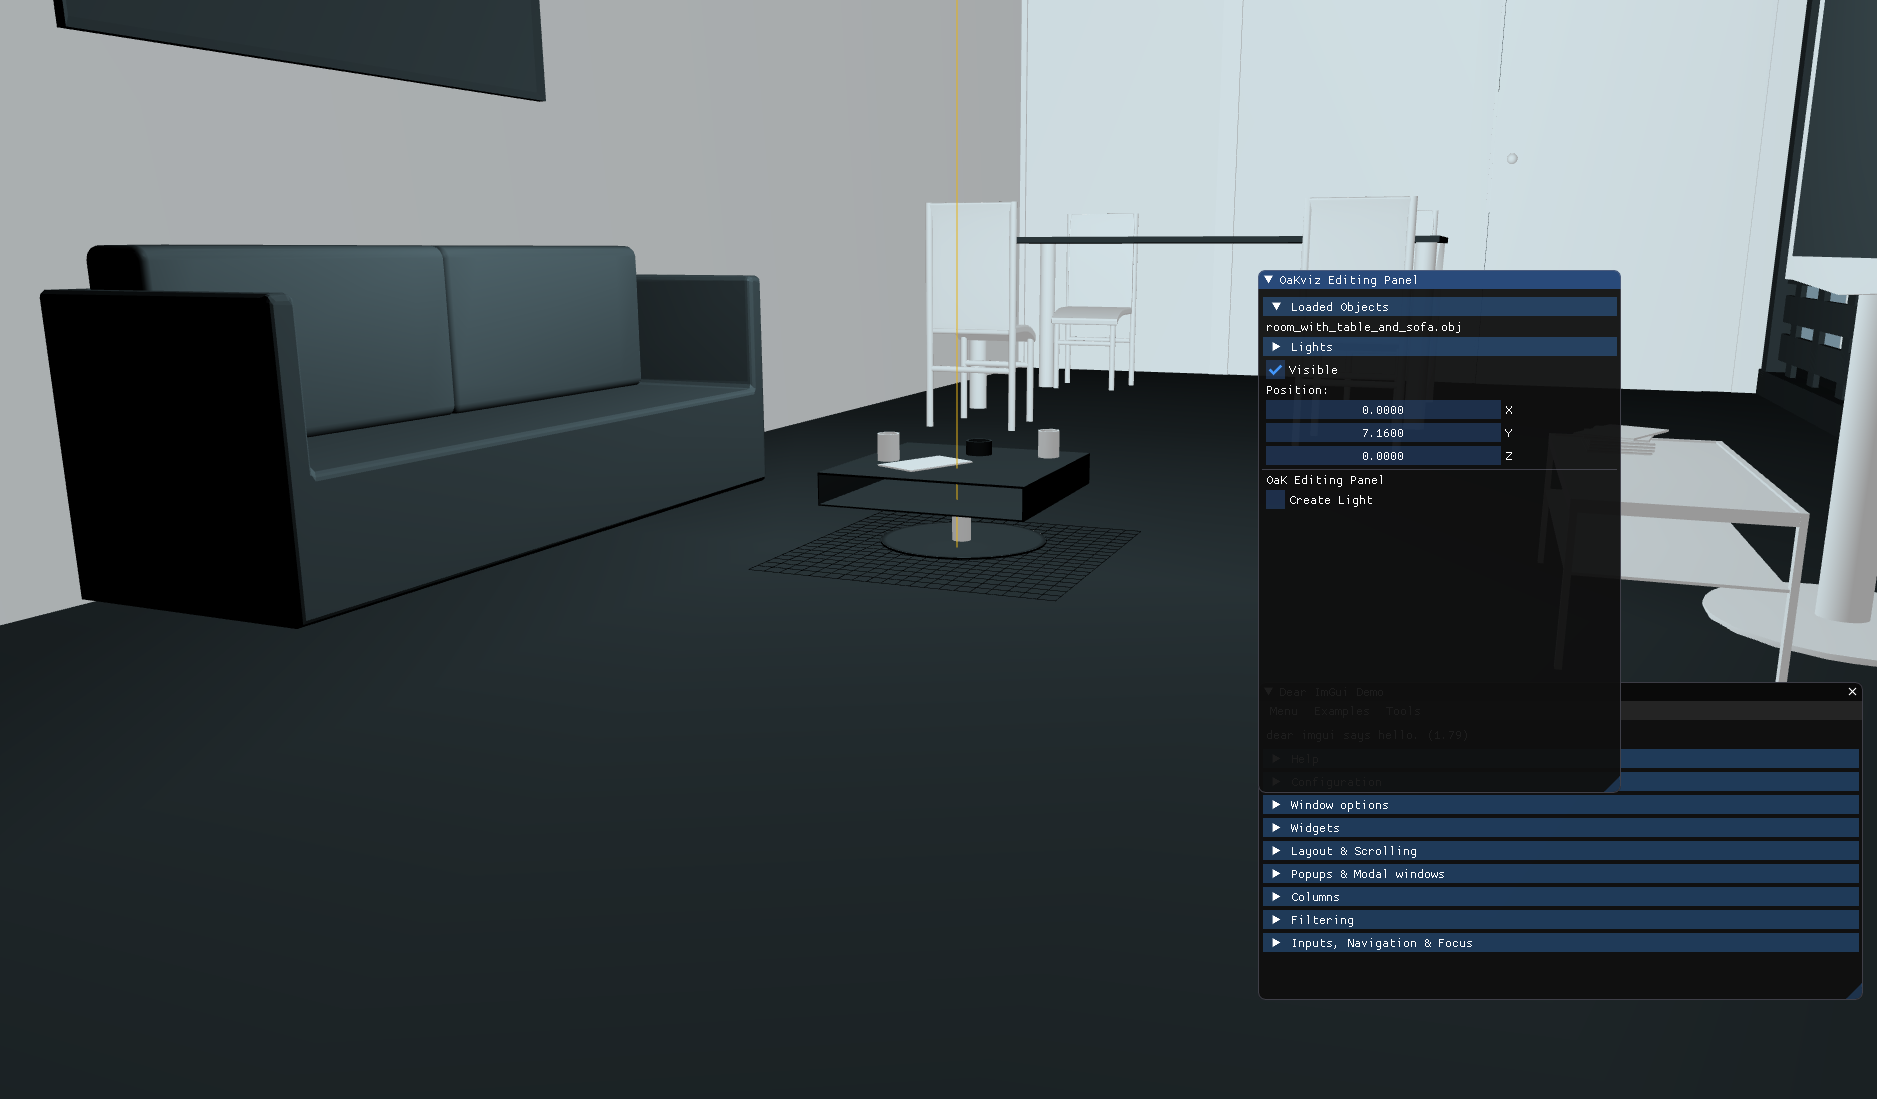 OaKviz Editing Panel
Loaded Objects
room_with_table_and_sofa.obj
Lights
Visible
Position:
0.0000 X
7.1600 Y
0.0000 Z
OaK Editing Panel
Create Light
Dear ImGui Demo
Menu Examples Tools
dear imgui says hello. (1.79)
Help
Configuration
Window options
Widgets
Layout & Scrolling
Popups & Modal windows
Columns
Filtering
Inputs, Navigation & Focus